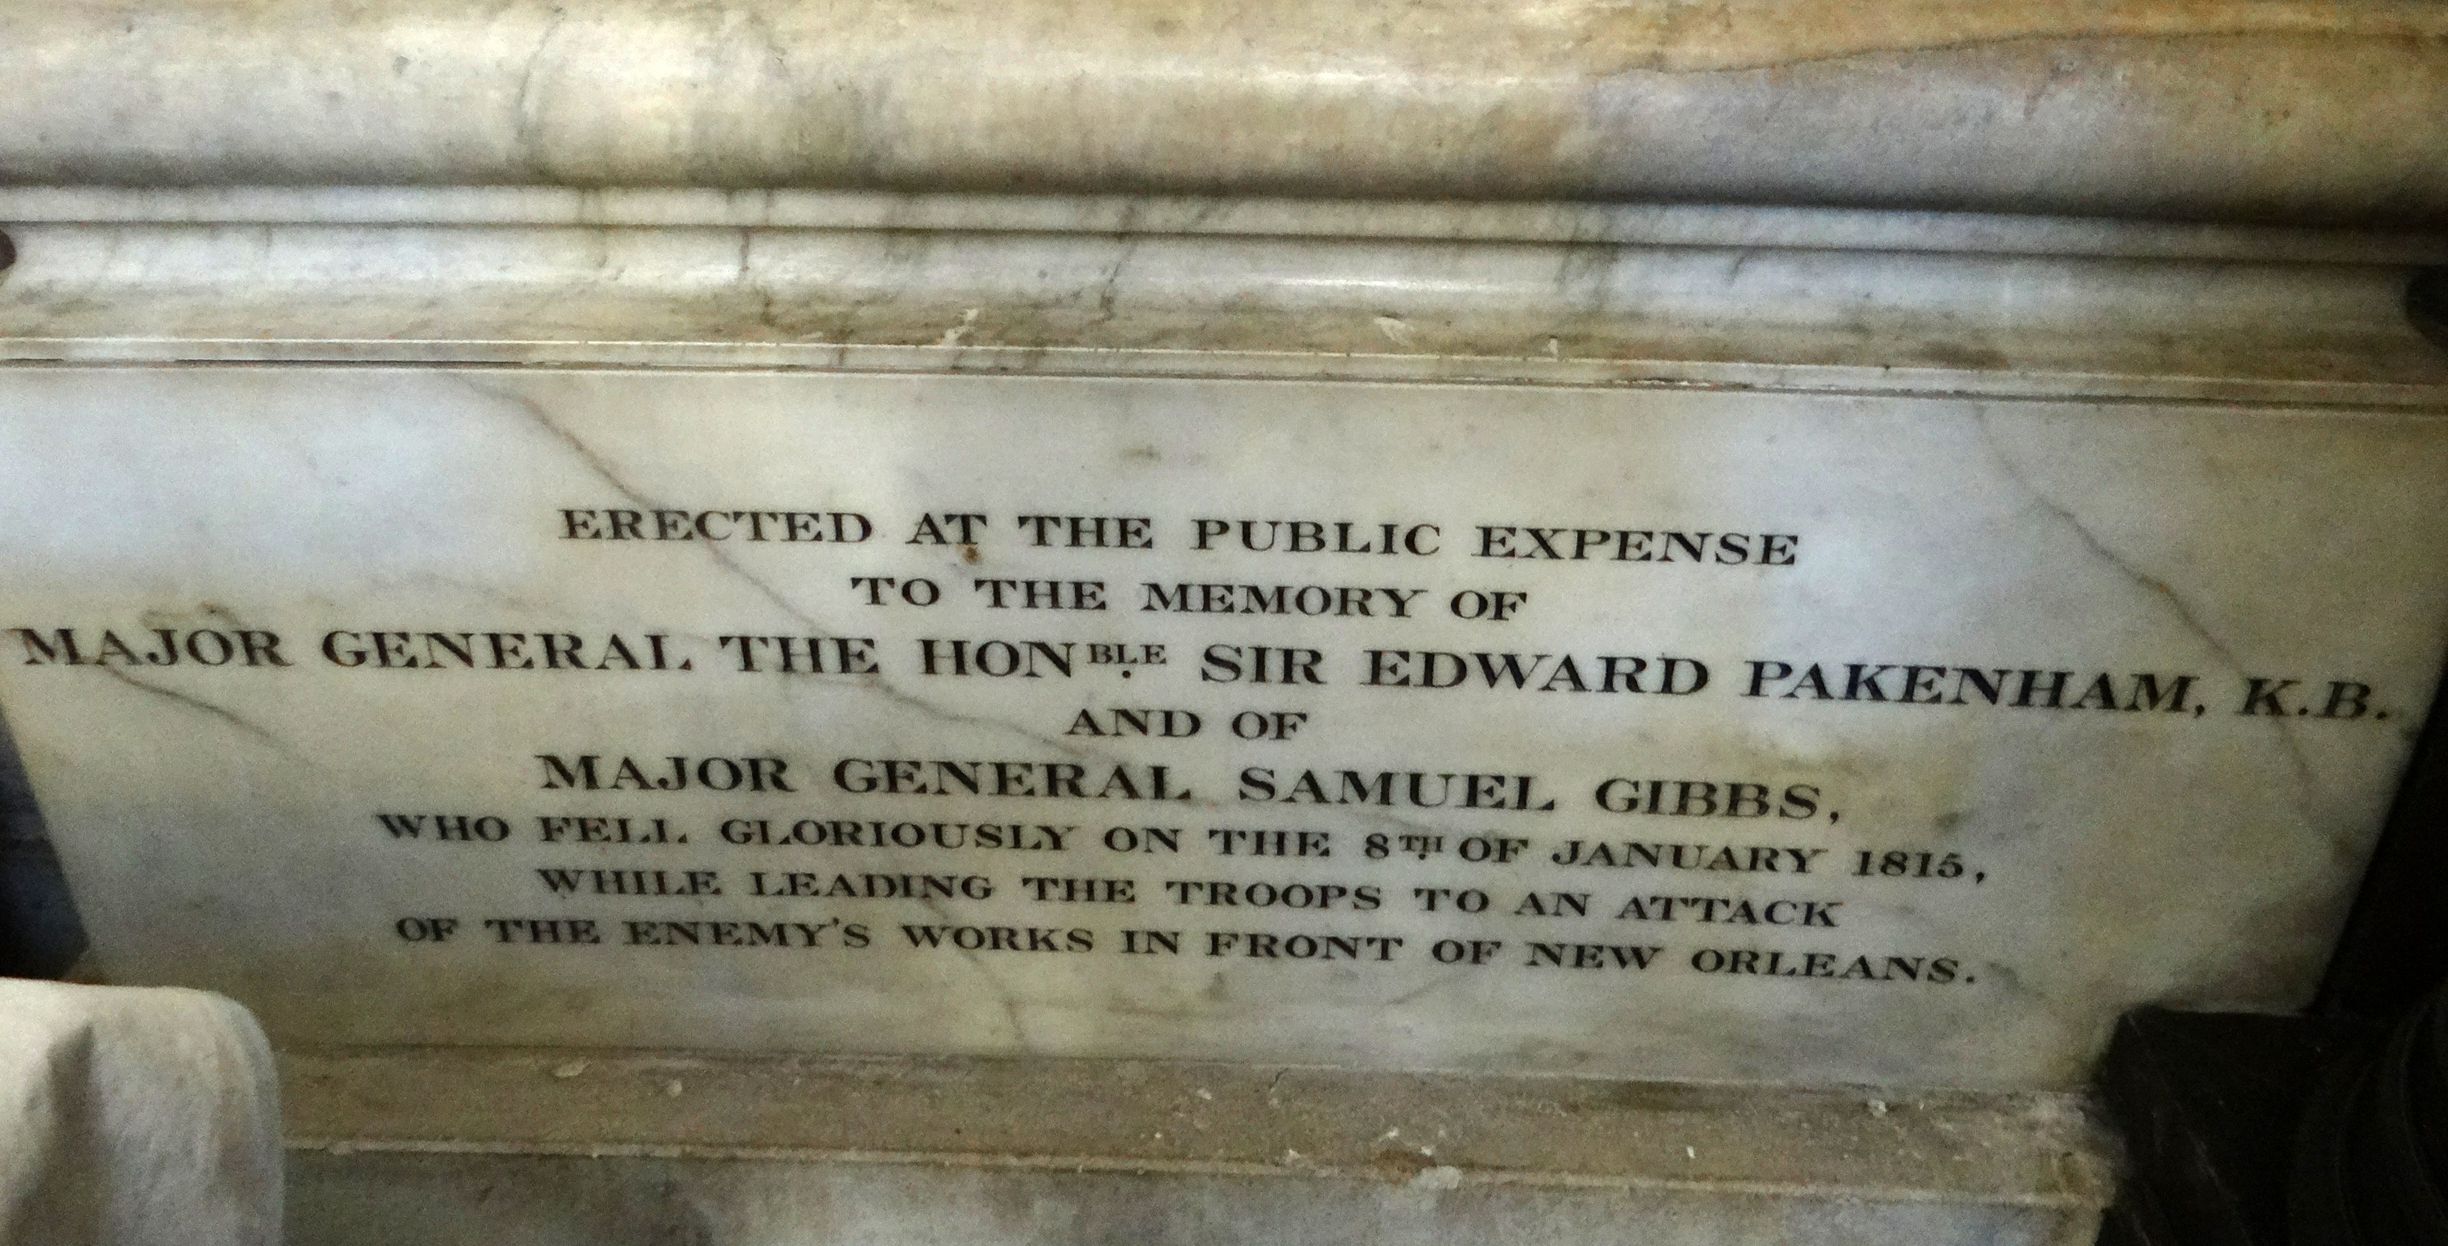 ERECTED AT THE PUBLIC EXPENSE
TO THE MEMORY OF
MAJOR GENERAL THE HONBLE SIR EDWARD PAKENHAM, K.B.
AND OF
MAJOR GENERAL SAMUEL GIBBS,
WHO FELL GLORIOUSLY ON THE 8TH OF JANUARY 1815,
WHILE LEADING THE TROOPS TO AN ATTACK
OF THE ENEMY'S WORKS IN FRONT OF NEW ORLEANS.